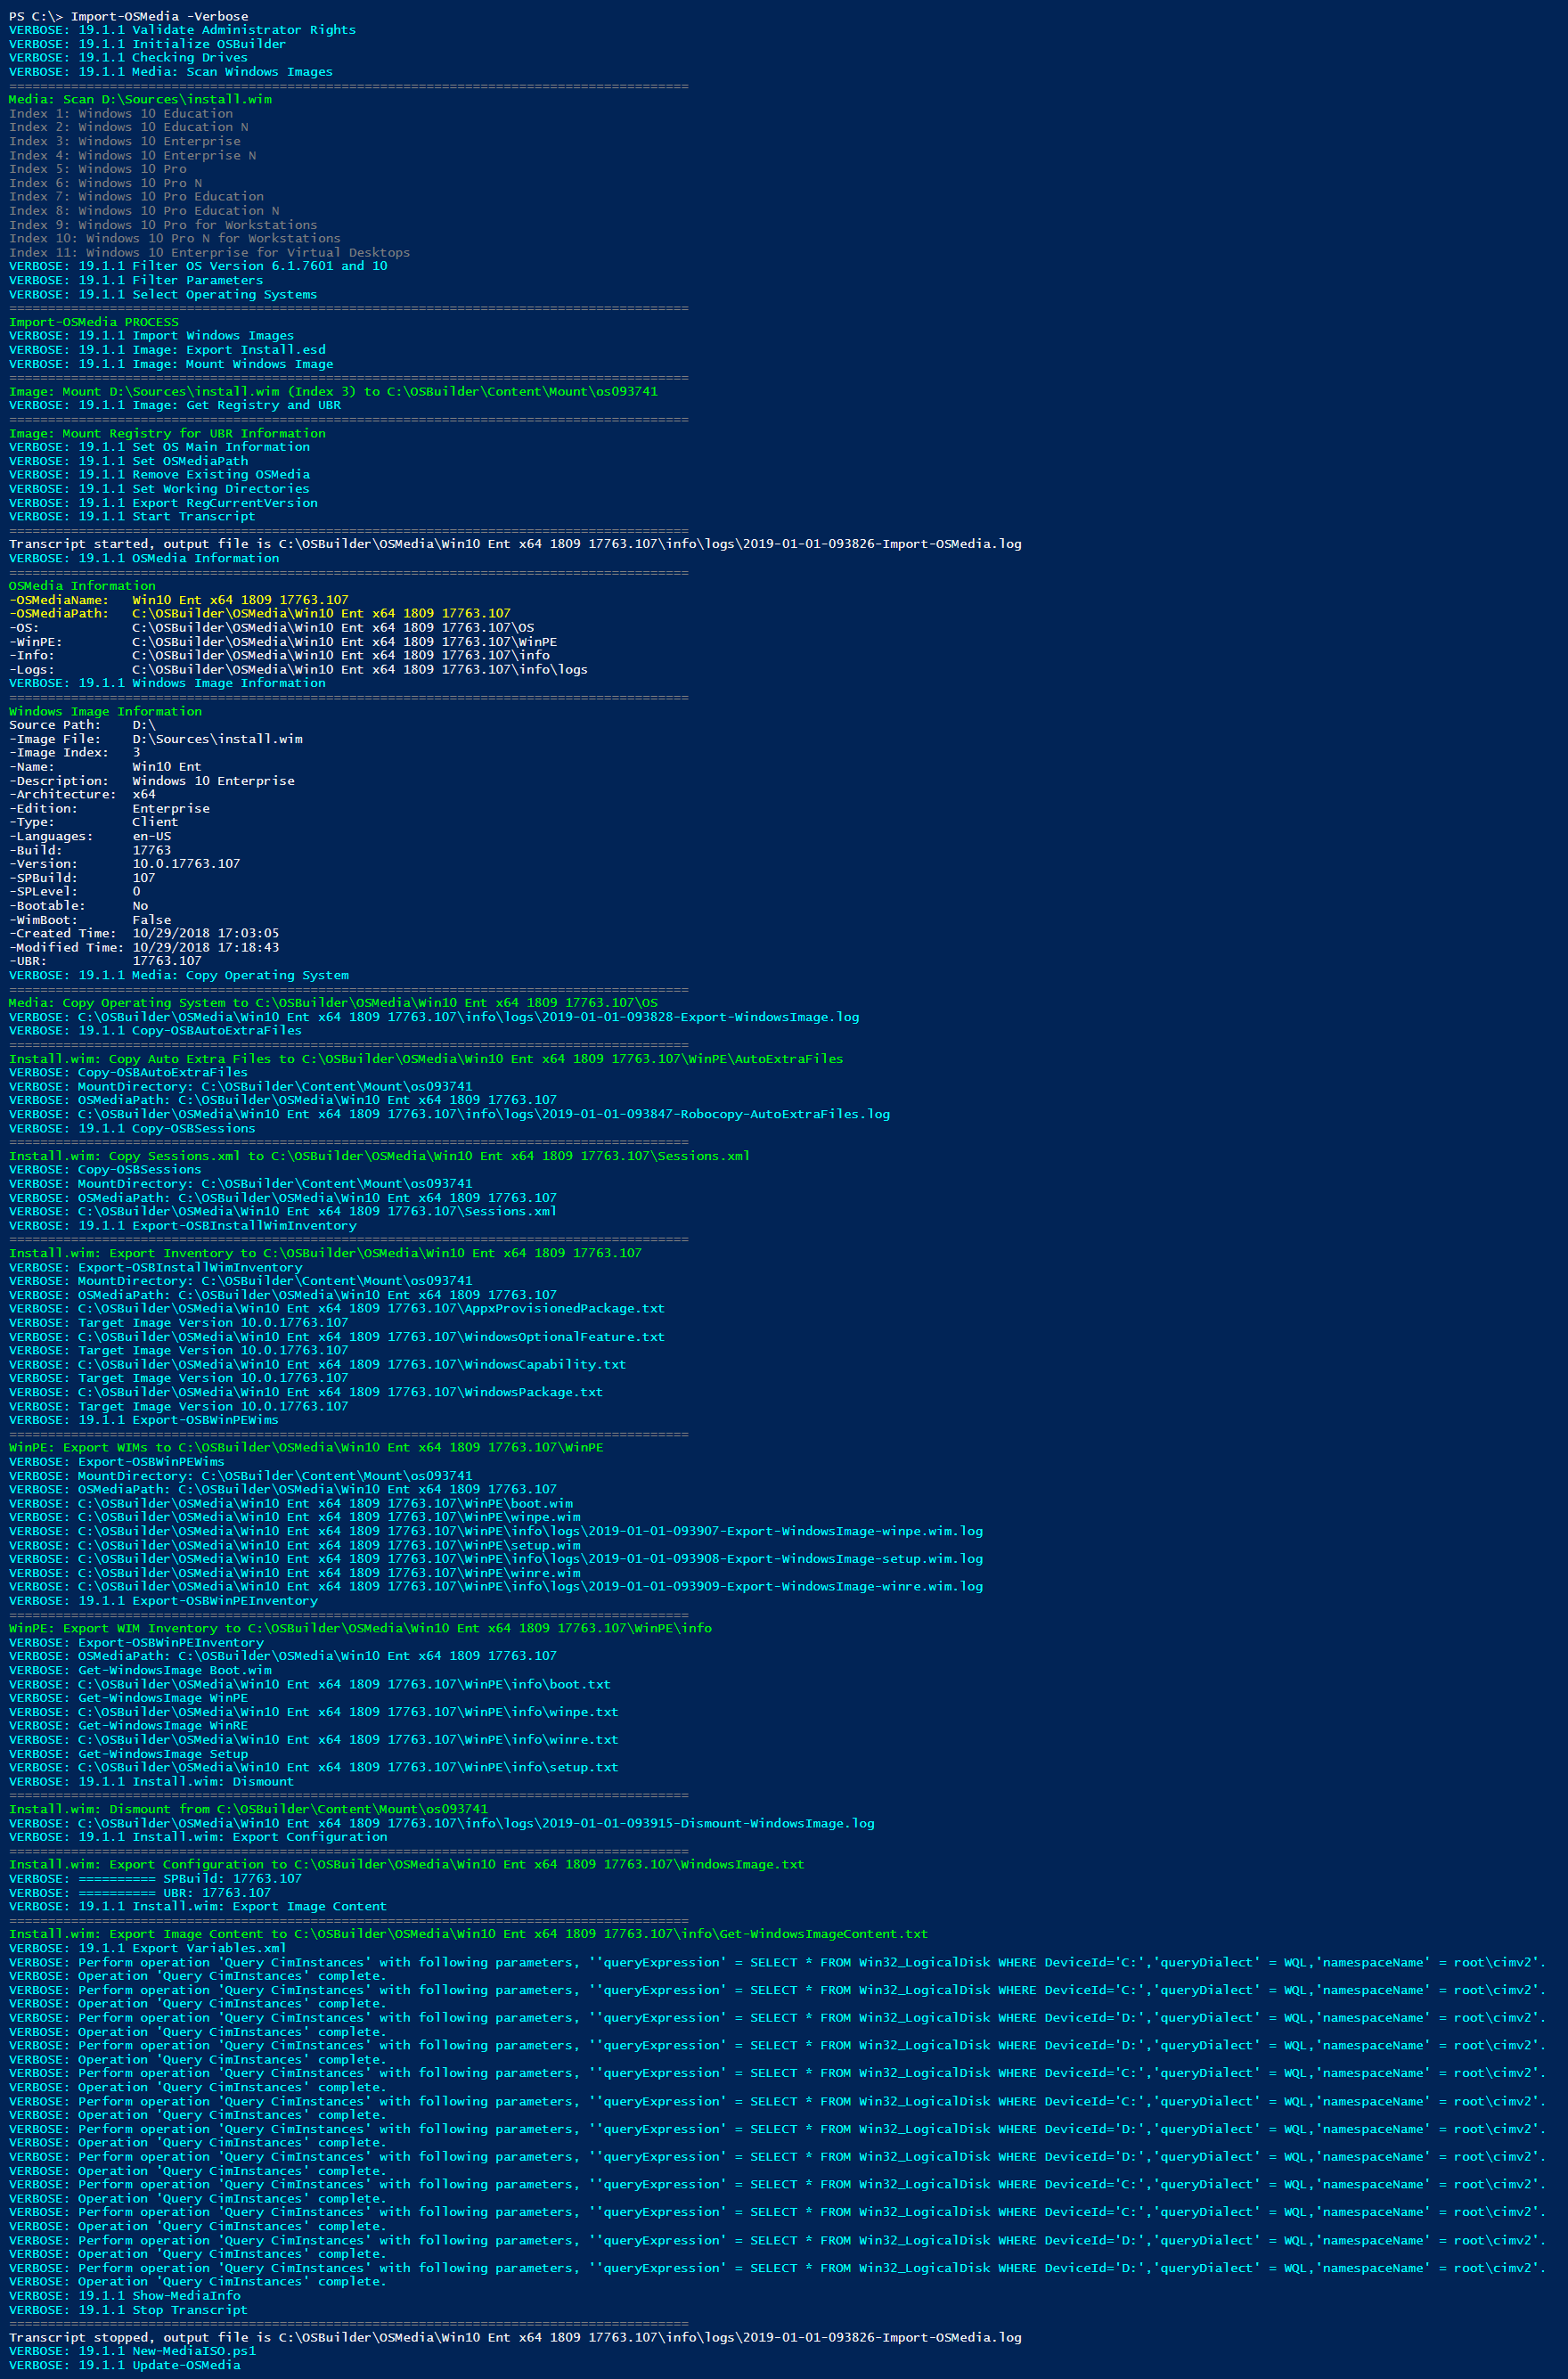 PS C:\> Import-OSMedia -Verbose
VERBOSE: 19.1.1 Validate Administrator Rights
VERBOSE: 19.1.1 Initialize OSBuilder
VERBOSE: 19.1.1 Checking Drives
VERBOSE: 19.1.1 Media: Scan Windows Images
========================================================================================
Media: Scan D:\Sources\install.wim
Index 1: Windows 10 Education
Index 2: Windows 10 Education N
Index 3: Windows 10 Enterprise
Index 4: Windows 10 Enterprise N
Index 5: Windows 10 Pro
Index 6: Windows 10 Pro N
Index 7: Windows 10 Pro Education
Index 8: Windows 10 Pro Education N
Index 9: Windows 10 Pro for Workstations
Index 10: Windows 10 Pro N for Workstations
Index 11: Windows 10 Enterprise for Virtual Desktops
VERBOSE: 19.1.1 Filter OS Version 6.1.7601 and 10
VERBOSE: 19.1.1 Filter Parameters
VERBOSE: 19.1.1 Select Operating Systems
========================================================================================
Import-OSMedia PROCESS
VERBOSE: 19.1.1 Import Windows Images
VERBOSE: 19.1.1 Image: Export Install.esd
VERBOSE: 19.1.1 Image: Mount Windows Image
========================================================================================
Image: Mount D:\Sources\install.wim (Index 3) to C:\OSBuilder\Content\Mount\os093741
VERBOSE: 19.1.1 Image: Get Registry and UBR
========================================================================================
Image: Mount Registry for UBR Information
VERBOSE: 19.1.1 Set OS Main Information
VERBOSE: 19.1.1 Set OSMediaPath
VERBOSE: 19.1.1 Remove Existing OSMedia
VERBOSE: 19.1.1 Set Working Directories
VERBOSE: 19.1.1 Export RegCurrentVersion
VERBOSE: 19.1.1 Start Transcript
========================================================================================
Transcript started, output file is C:\OSBuilder\OSMedia\Win10 Ent x64 1809 17763.107\info\logs\2019-01-01-093826-Import-OSMedia.log
VERBOSE: 19.1.1 OSMedia Information
========================================================================================
OSMedia Information
-OSMediaName:   Win10 Ent x64 1809 17763.107
-OSMediaPath:   C:\OSBuilder\OSMedia\Win10 Ent x64 1809 17763.107
-OS:            C:\OSBuilder\OSMedia\Win10 Ent x64 1809 17763.107\OS
-WinPE:         C:\OSBuilder\OSMedia\Win10 Ent x64 1809 17763.107\WinPE
-Info:          C:\OSBuilder\OSMedia\Win10 Ent x64 1809 17763.107\info
-Logs:          C:\OSBuilder\OSMedia\Win10 Ent x64 1809 17763.107\info\logs
VERBOSE: 19.1.1 Windows Image Information
========================================================================================
Windows Image Information
Source Path:    D:\
-Image File:    D:\Sources\install.wim
-Image Index:   3
-Name:          Win10 Ent
-Description:   Windows 10 Enterprise
-Architecture:  x64
-Edition:       Enterprise
-Type:          Client
-Languages:     en-US
-Build:         17763
-Version:       10.0.17763.107
-SPBuild:       107
-SPLevel:       0
-Bootable:      No
-WimBoot:       False
-Created Time:  10/29/2018 17:03:05
-Modified Time: 10/29/2018 17:18:43
-UBR:           17763.107
VERBOSE: 19.1.1 Media: Copy Operating System
========================================================================================
Media: Copy Operating System to C:\OSBuilder\OSMedia\Win10 Ent x64 1809 17763.107\OS
VERBOSE: C:\OSBuilder\OSMedia\Win10 Ent x64 1809 17763.107\info\logs\2019-01-01-093828-Export-WindowsImage.log
VERBOSE: 19.1.1 Copy-OSBAutoExtraFiles
========================================================================================
Install.wim: Copy Auto Extra Files to C:\OSBuilder\OSMedia\Win10 Ent x64 1809 17763.107\WinPE\AutoExtraFiles
VERBOSE: Copy-OSBAutoExtraFiles
VERBOSE: MountDirectory: C:\OSBuilder\Content\Mount\os093741
VERBOSE: OSMediaPath: C:\OSBuilder\OSMedia\Win10 Ent x64 1809 17763.107
VERBOSE: C:\OSBuilder\OSMedia\Win10 Ent x64 1809 17763.107\info\logs\2019-01-01-093847-Robocopy-AutoExtraFiles.log
VERBOSE: 19.1.1 Copy-OSBSessions
========================================================================================
Install.wim: Copy Sessions.xml to C:\OSBuilder\OSMedia\Win10 Ent x64 1809 17763.107\Sessions.xml
VERBOSE: Copy-OSBSessions
VERBOSE: MountDirectory: C:\OSBuilder\Content\Mount\os093741
VERBOSE: OSMediaPath: C:\OSBuilder\OSMedia\Win10 Ent x64 1809 17763.107
VERBOSE: C:\OSBuilder\OSMedia\Win10 Ent x64 1809 17763.107\Sessions.xml
VERBOSE: 19.1.1 Export-OSBInstallWimInventory
========================================================================================
Install.wim: Export Inventory to C:\OSBuilder\OSMedia\Win10 Ent x64 1809 17763.107
VERBOSE: Export-OSBInstallWimInventory
VERBOSE: MountDirectory: C:\OSBuilder\Content\Mount\os093741
VERBOSE: OSMediaPath: C:\OSBuilder\OSMedia\Win10 Ent x64 1809 17763.107
VERBOSE: C:\OSBuilder\OSMedia\Win10 Ent x64 1809 17763.107\AppxProvisionedPackage.txt
VERBOSE: Target Image Version 10.0.17763.107
VERBOSE: C:\OSBuilder\OSMedia\Win10 Ent x64 1809 17763.107\WindowsOptionalFeature.txt
VERBOSE: Target Image Version 10.0.17763.107
VERBOSE: C:\OSBuilder\OSMedia\Win10 Ent x64 1809 17763.107\WindowsCapability.txt
VERBOSE: Target Image Version 10.0.17763.107
VERBOSE: C:\OSBuilder\OSMedia\Win10 Ent x64 1809 17763.107\WindowsPackage.txt
VERBOSE: Target Image Version 10.0.17763.107
VERBOSE: 19.1.1 Export-OSBWinPEWims
========================================================================================
WinPE: Export WIMs to C:\OSBuilder\OSMedia\Win10 Ent x64 1809 17763.107\WinPE
VERBOSE: Export-OSBWinPEWims
VERBOSE: MountDirectory: C:\OSBuilder\Content\Mount\os093741
VERBOSE: OSMediaPath: C:\OSBuilder\OSMedia\Win10 Ent x64 1809 17763.107
VERBOSE: C:\OSBuilder\OSMedia\Win10 Ent x64 1809 17763.107\WinPE\boot.wim
VERBOSE: C:\OSBuilder\OSMedia\Win10 Ent x64 1809 17763.107\WinPE\winpe.wim
VERBOSE: C:\OSBuilder\OSMedia\Win10 Ent x64 1809 17763.107\WinPE\info\logs\2019-01-01-093907-Export-WindowsImage-winpe.wim.log
VERBOSE: C:\OSBuilder\OSMedia\Win10 Ent x64 1809 17763.107\WinPE\setup.wim
VERBOSE: C:\OSBuilder\OSMedia\Win10 Ent x64 1809 17763.107\WinPE\info\logs\2019-01-01-093908-Export-WindowsImage-setup.wim.log
VERBOSE: C:\OSBuilder\OSMedia\Win10 Ent x64 1809 17763.107\WinPE\winre.wim
VERBOSE: C:\OSBuilder\OSMedia\Win10 Ent x64 1809 17763.107\WinPE\info\logs\2019-01-01-093909-Export-WindowsImage-winre.wim.log
VERBOSE: 19.1.1 Export-OSBWinPEInventory
========================================================================================
WinPE: Export WIM Inventory to C:\OSBuilder\OSMedia\Win10 Ent x64 1809 17763.107\WinPE\info
VERBOSE: Export-OSBWinPEInventory
VERBOSE: OSMediaPath: C:\OSBuilder\OSMedia\Win10 Ent x64 1809 17763.107
VERBOSE: Get-WindowsImage Boot.wim
VERBOSE: C:\OSBuilder\OSMedia\Win10 Ent x64 1809 17763.107\WinPE\info\boot.txt
VERBOSE: Get-WindowsImage WinPE
VERBOSE: C:\OSBuilder\OSMedia\Win10 Ent x64 1809 17763.107\WinPE\info\winpe.txt
VERBOSE: Get-WindowsImage WinRE
VERBOSE: C:\OSBuilder\OSMedia\Win10 Ent x64 1809 17763.107\WinPE\info\winre.txt
VERBOSE: Get-WindowsImage Setup
VERBOSE: C:\OSBuilder\OSMedia\Win10 Ent x64 1809 17763.107\WinPE\info\setup.txt
VERBOSE: 19.1.1 Install.wim: Dismount
========================================================================================
Install.wim: Dismount from C:\OSBuilder\Content\Mount\os093741
VERBOSE: C:\OSBuilder\OSMedia\Win10 Ent x64 1809 17763.107\info\logs\2019-01-01-093915-Dismount-WindowsImage.log
VERBOSE: 19.1.1 Install.wim: Export Configuration
========================================================================================
Install.wim: Export Configuration to C:\OSBuilder\OSMedia\Win10 Ent x64 1809 17763.107\WindowsImage.txt
VERBOSE: ========== SPBuild: 17763.107
VERBOSE: ========== UBR: 17763.107
VERBOSE: 19.1.1 Install.wim: Export Image Content
========================================================================================
Install.wim: Export Image Content to C:\OSBuilder\OSMedia\Win10 Ent x64 1809 17763.107\info\Get-WindowsImageContent.txt
VERBOSE: 19.1.1 Export Variables.xml
VERBOSE: Perform operation 'Query CimInstances' with following parameters, ''queryExpression' = SELECT * FROM Win32_LogicalDisk WHERE DeviceId='C:','queryDialect' = WQL,'namespaceName' = root\cimv2'.
VERBOSE: Operation 'Query CimInstances' complete.
VERBOSE: Perform operation 'Query CimInstances' with following parameters, ''queryExpression' = SELECT * FROM Win32_LogicalDisk WHERE DeviceId='C:','queryDialect' = WQL,'namespaceName' = root\cimv2'.
VERBOSE: Operation 'Query CimInstances' complete.
VERBOSE: Perform operation 'Query CimInstances' with following parameters, ''queryExpression' = SELECT * FROM Win32_LogicalDisk WHERE DeviceId='D:','queryDialect' = WQL,'namespaceName' = root\cimv2'.
VERBOSE: Operation 'Query CimInstances' complete.
VERBOSE: Perform operation 'Query CimInstances' with following parameters, ''queryExpression' = SELECT * FROM Win32_LogicalDisk WHERE DeviceId='D:','queryDialect' = WQL,'namespaceName' = root\cimv2'.
VERBOSE: Operation 'Query CimInstances' complete.
VERBOSE: Perform operation 'Query CimInstances' with following parameters, ''queryExpression' = SELECT * FROM Win32_LogicalDisk WHERE DeviceId='C:','queryDialect' = WQL,'namespaceName' = root\cimv2'.
VERBOSE: Operation 'Query CimInstances' complete.
VERBOSE: Perform operation 'Query CimInstances' with following parameters, ''queryExpression' = SELECT * FROM Win32_LogicalDisk WHERE DeviceId='C:','queryDialect' = WQL,'namespaceName' = root\cimv2'.
VERBOSE: Operation 'Query CimInstances' complete.
VERBOSE: Perform operation 'Query CimInstances' with following parameters, ''queryExpression' = SELECT * FROM Win32_LogicalDisk WHERE DeviceId='D:','queryDialect' = WQL,'namespaceName' = root\cimv2'.
VERBOSE: Operation 'Query CimInstances' complete.
VERBOSE: Perform operation 'Query CimInstances' with following parameters, ''queryExpression' = SELECT * FROM Win32_LogicalDisk WHERE DeviceId='D:','queryDialect' = WQL,'namespaceName' = root\cimv2'.
VERBOSE: Operation 'Query CimInstances' complete.
VERBOSE: Perform operation 'Query CimInstances' with following parameters, ''queryExpression' = SELECT * FROM Win32_LogicalDisk WHERE DeviceId='C:','queryDialect' = WQL,'namespaceName' = root\cimv2'.
VERBOSE: Operation 'Query CimInstances' complete.
VERBOSE: Perform operation 'Query CimInstances' with following parameters, ''queryExpression' = SELECT * FROM Win32_LogicalDisk WHERE DeviceId='C:','queryDialect' = WQL,'namespaceName' = root\cimv2'.
VERBOSE: Operation 'Query CimInstances' complete.
VERBOSE: Perform operation 'Query CimInstances' with following parameters, ''queryExpression' = SELECT * FROM Win32_LogicalDisk WHERE DeviceId='D:','queryDialect' = WQL,'namespaceName' = root\cimv2'.
VERBOSE: Operation 'Query CimInstances' complete.
VERBOSE: Perform operation 'Query CimInstances' with following parameters, ''queryExpression' = SELECT * FROM Win32_LogicalDisk WHERE DeviceId='D:','queryDialect' = WQL,'namespaceName' = root\cimv2'.
VERBOSE: Operation 'Query CimInstances' complete.
VERBOSE: 19.1.1 Show-MediaInfo
VERBOSE: 19.1.1 Stop Transcript
========================================================================================
Transcript stopped, output file is C:\OSBuilder\OSMedia\Win10 Ent x64 1809 17763.107\info\logs\2019-01-01-093826-Import-OSMedia.log
VERBOSE: 19.1.1 New-MediaISO.ps1
VERBOSE: 19.1.1 Update-OSMedia